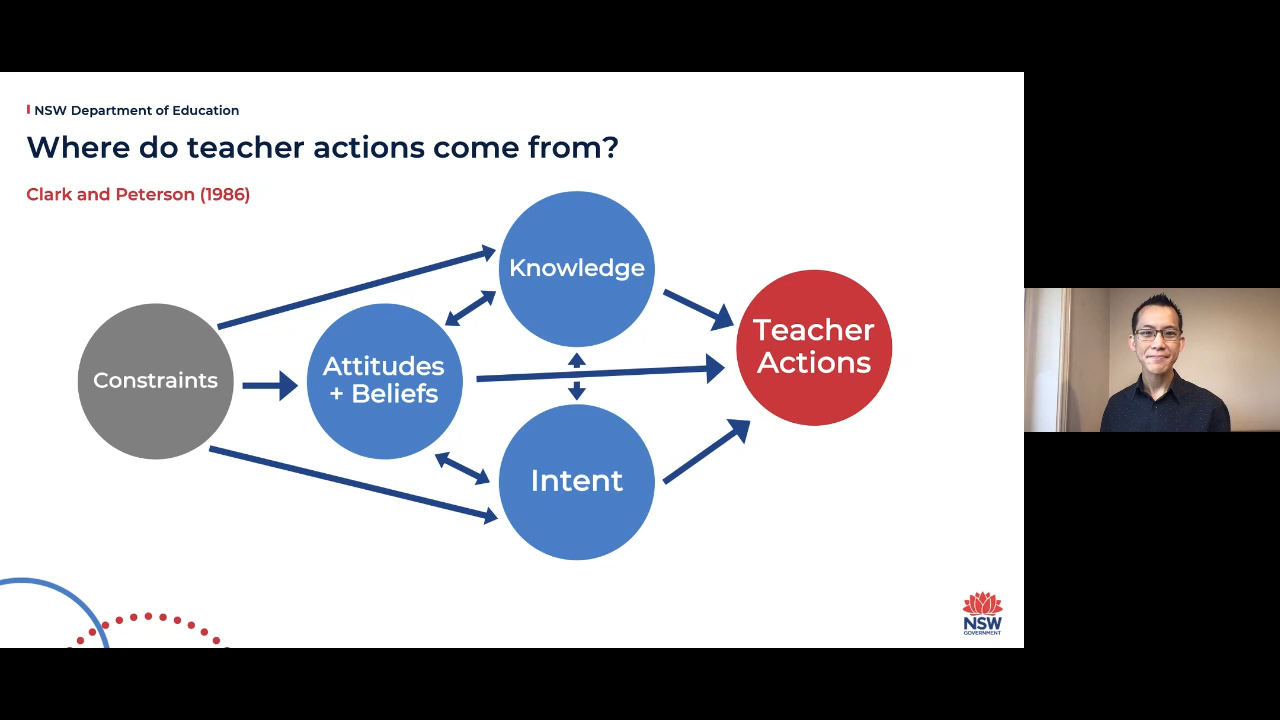 NSW Department of Education
Where do teacher actions come from?
Clark and Peterson (1986)
Knowledge
Teacher
Actions
Attitudes
+ Beliefs
Constraints
Intent
NSW
GOVERNMENT